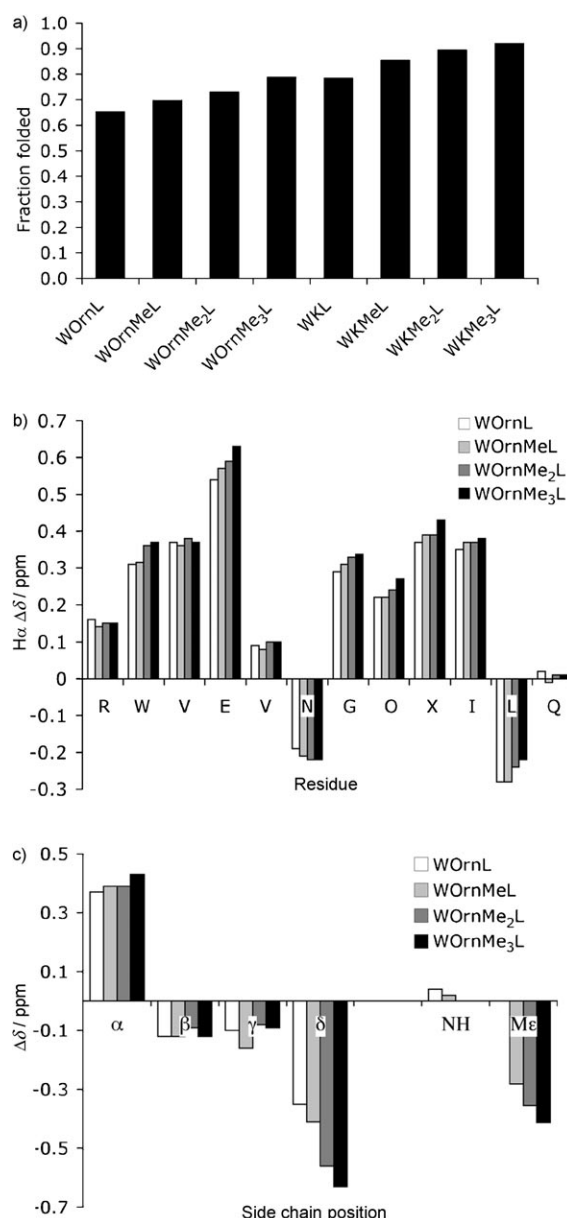 a)
1.0
0.9
0.8
0.7
0.6
0.5
0.4
0.3
0.2
0.1
0.0
Fraction folded
WOrnL
WOrnMeL
WOrnMe₂L
WOrnMe₃L
WKL
WKMeL
WKMe₂L
WKMe₃L
b)
0.7
0.6
0.5
0.4
0.3
0.2
0.1
0
-0.1
-0.2
-0.3
Hα Δδ/ ppm
WOrnL
WOrnMeL
WOrnMe₂L
WOrnMe₃L
R W V E V N G O X I L Q
Residue
c)
0.5
0.3
0.1
-0.1
-0.3
-0.5
-0.7
Δδ/ ppm
WOrnL
WOrnMeL
WOrnMe₂L
WOrnMe₃L
α β γ δ NH Mε
Side chain position